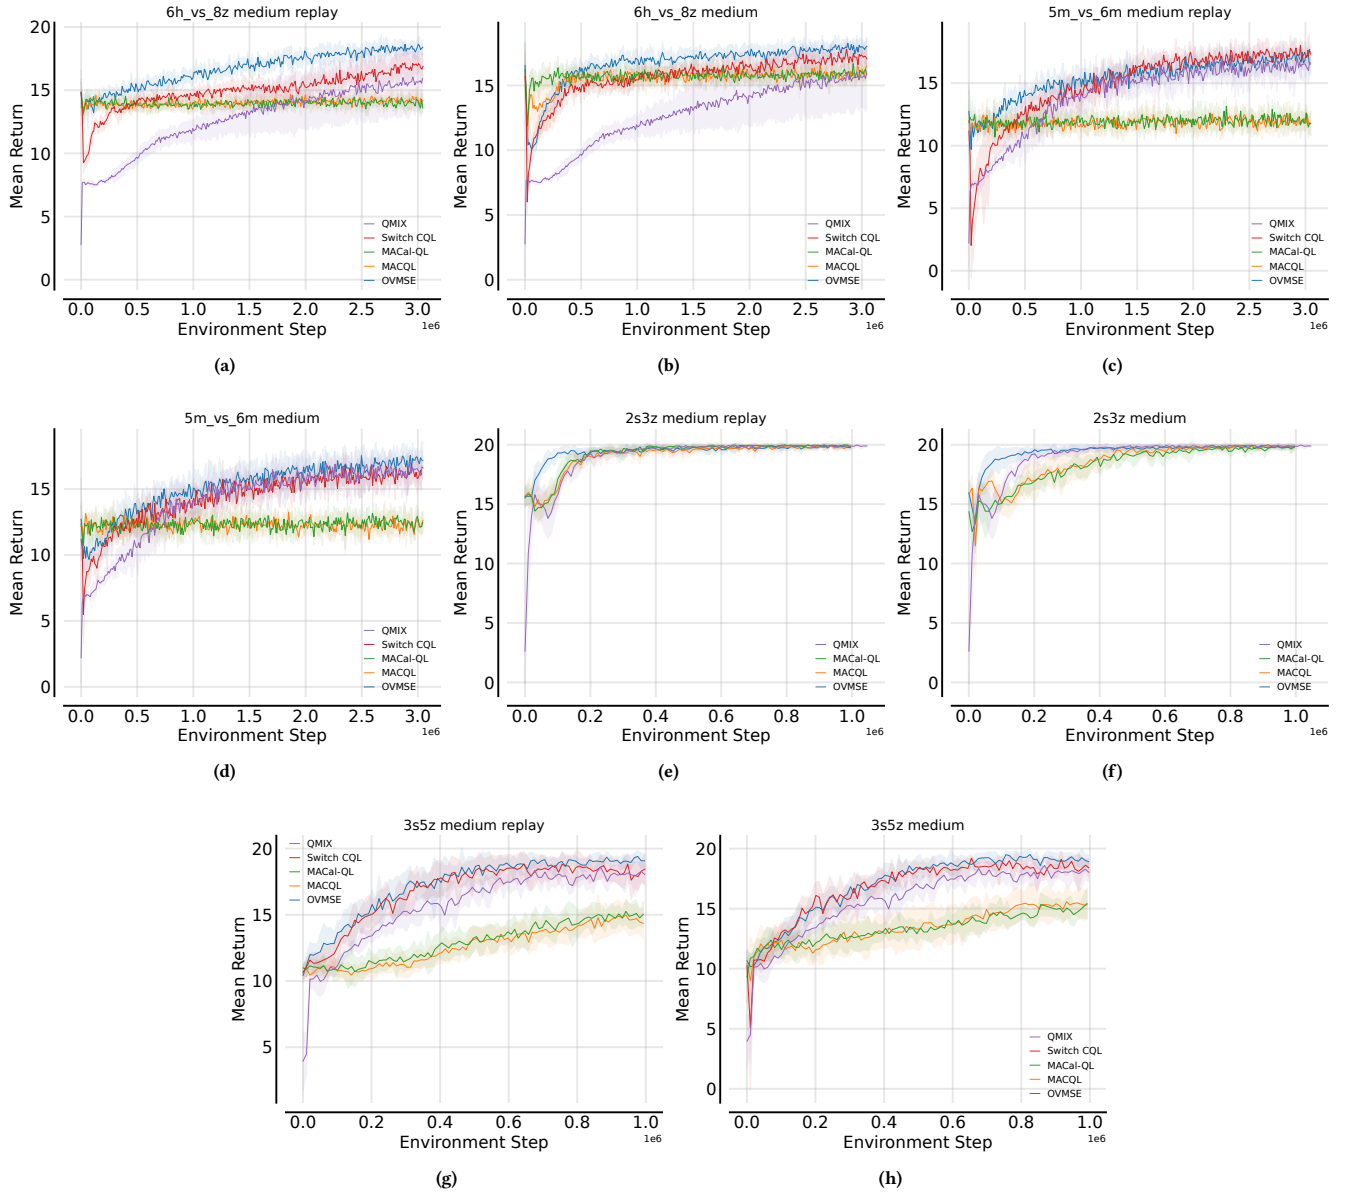 6h_vs_8z medium replay
Mean Return
20
15
10
5
0
QMIX
Switch CQL
MACal-QL
MACQL
OVMSE
0.0 0.5 1.0 1.5 2.0 2.5 3.0
Environment Step
1e6
(a)
6h_vs_8z medium
Mean Return
15
10
5
0
QMIX
Switch CQL
MACal-QL
MACQL
OVMSE
0.0 0.5 1.0 1.5 2.0 2.5 3.0
Environment Step
1e6
(b)
5m_vs_6m medium replay
Mean Return
15
10
5
0
QMIX
Switch CQL
MACal-QL
MACQL
OVMSE
0.0 0.5 1.0 1.5 2.0 2.5 3.0
Environment Step
1e6
(c)
5m_vs_6m medium
Mean Return
15
10
5
0
QMIX
Switch CQL
MACal-QL
MACQL
OVMSE
0.0 0.5 1.0 1.5 2.0 2.5 3.0
Environment Step
1e6
(d)
2s3z medium replay
Mean Return
20
15
10
5
0
QMIX
MACal-QL
MACQL
OVMSE
0.0 0.2 0.4 0.6 0.8 1.0
Environment Step
1e6
(e)
2s3z medium
Mean Return
20
15
10
5
0
QMIX
MACal-QL
MACQL
OVMSE
0.0 0.2 0.4 0.6 0.8 1.0
Environment Step
1e6
(f)
3s5z medium replay
Mean Return
20
15
10
5
QMIX
Switch CQL
MACal-QL
MACQL
OVMSE
0.0 0.2 0.4 0.6 0.8 1.0
Environment Step
1e6
(g)
3s5z medium
Mean Return
20
15
10
5
0
QMIX
Switch CQL
MACal-QL
MACQL
OVMSE
0.0 0.2 0.4 0.6 0.8 1.0
Environment Step
1e6
(h)